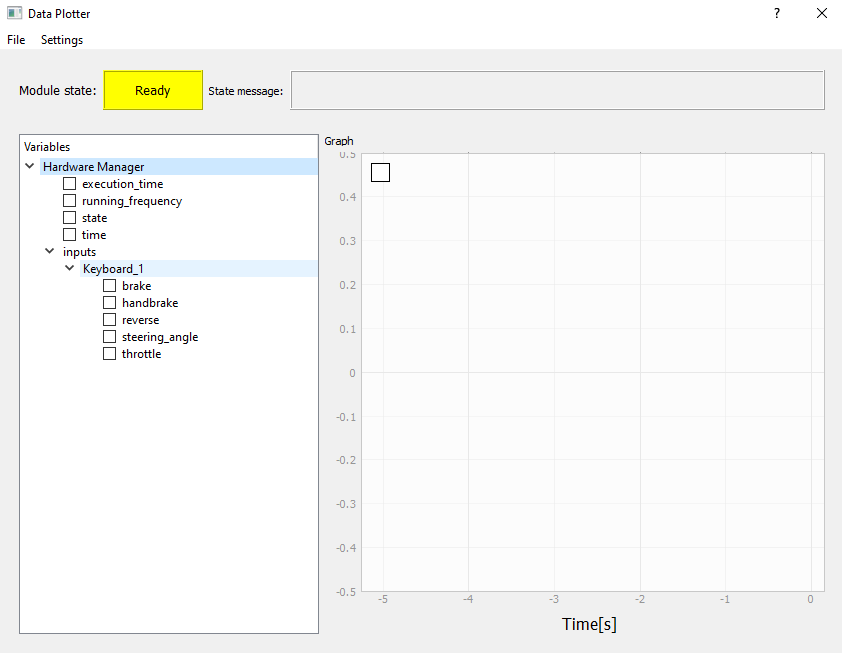 Data Plotter
File Settings
Module state: Ready State message:
Variables
Hardware Manager
execution_time
running_frequency
state
time
inputs
Keyboard_1
brake
handbrake
reverse
steering_angle
throttle
Graph
0.5
0.4
0.3
0.2
0.1
0
-0.1
-0.2
-0.3
-0.4
-0.5
-5 -4 -3 -2 -1 0
Time[s]